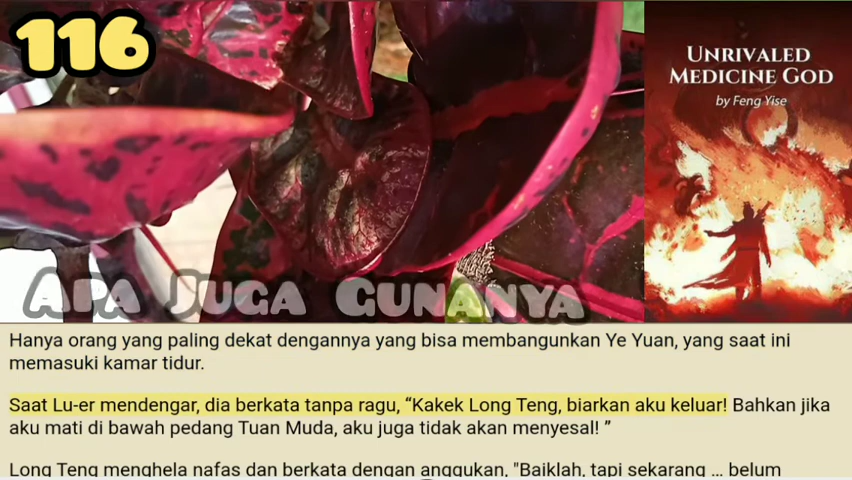 116
UNRIVALED
MEDICINE GOD
by Feng Yise
APA JUGA GUNANYA
Hanya orang yang paling dekat dengannya yang bisa membangunkan Ye Yuan, yang saat ini
memasuki kamar tidur.
Saat Lu-er mendengar, dia berkata tanpa ragu, “Kakek Long Teng, biarkan aku keluar! Bahkan jika
aku mati di bawah pedang Tuan Muda, aku juga tidak akan menyesal! ”
Long Teng menghela nafas dan berkata dengan anggukan, "Baiklah, tapi sekarang ... belum